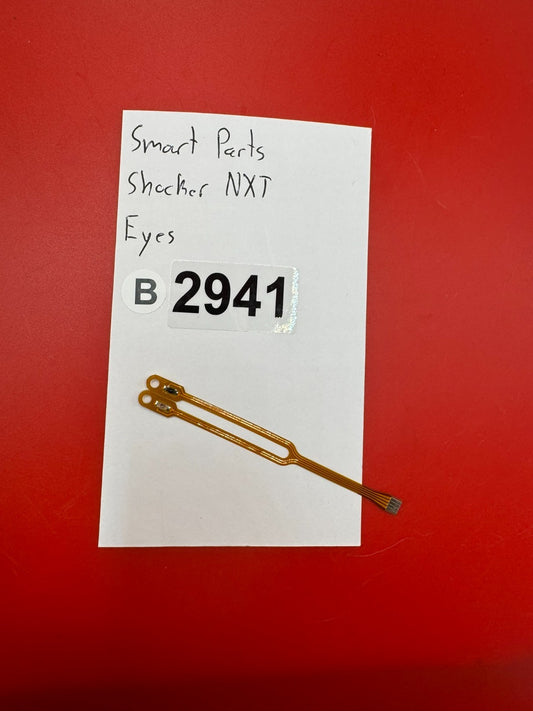 Smart Parts
Shocker NXT
Eyes
B 2941